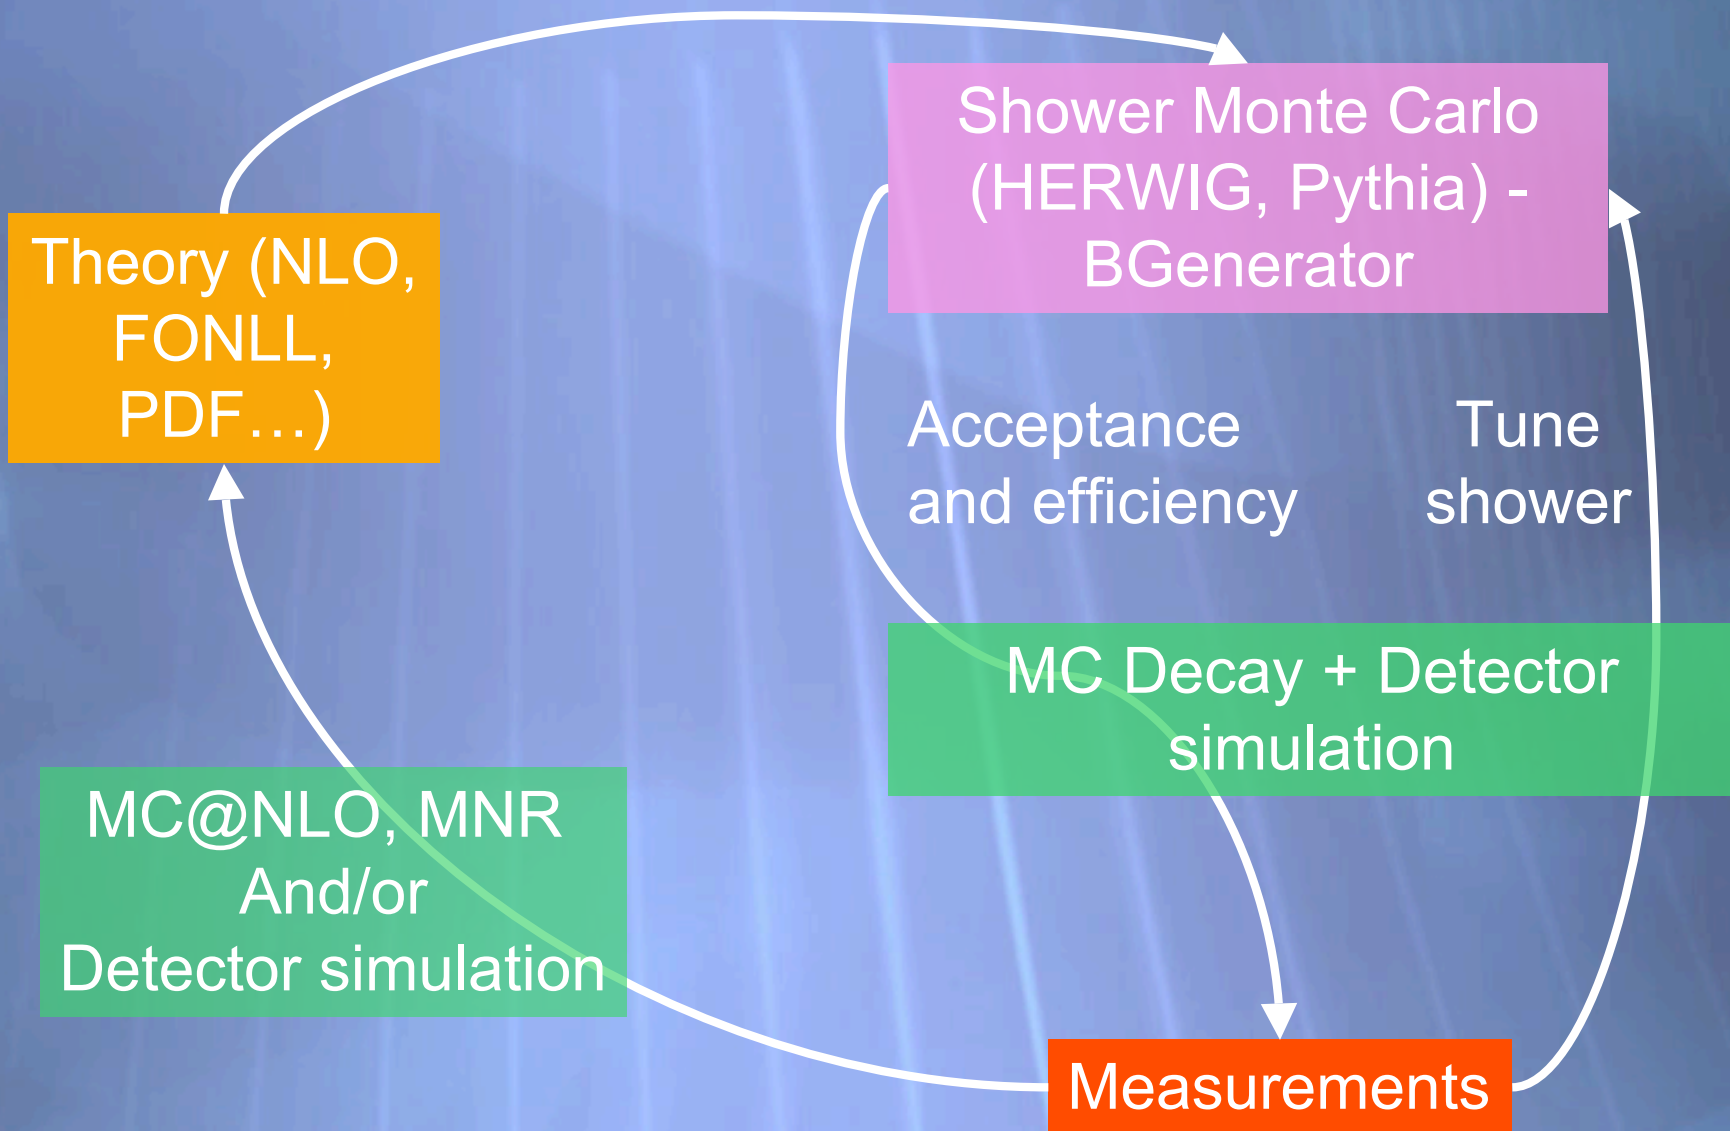 Shower Monte Carlo
(HERWIG, Pythia) -
BGenerator
Theory (NLO,
FONLL,
PDF…)
Acceptance
and efficiency
Tune
shower
MC Decay + Detector
simulation
MC@NLO, MNR
And/or
Detector simulation
Measurements